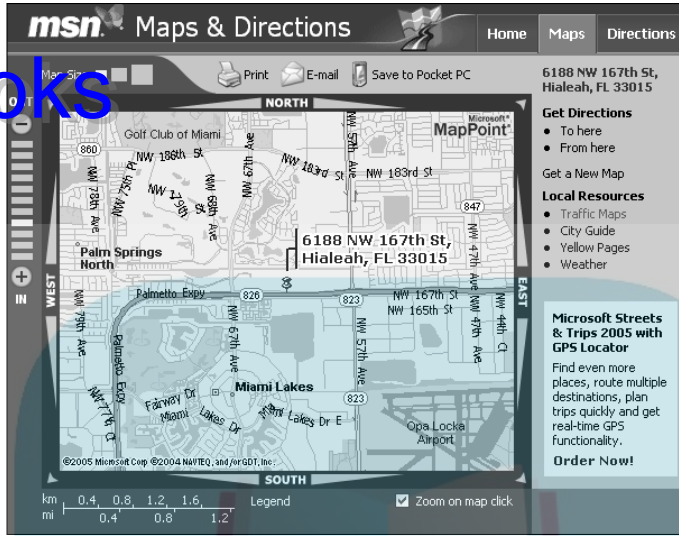 msn Maps & Directions
Home Maps Directions
oks
Map Size
Print E-mail Save to Pocket PC
OUT
IN
NORTH
WEST
EAST
SOUTH
Microsoft®
MapPoint®
Golf Club of Miami
860
NW 186th St
NW 78th Ave
NW 75th Pl
NW 179th St
NW 68th Ave
NW 67th Ave
NW 183rd St
NW 57th Ave
NW 183rd St
847
6188 NW 167th St,
Hialeah, FL 33015
Palm Springs
North
NW 47th Ave
Palmetto Expy
826
823
NW 167th St
NW 165th St
NW 79th Ave
Palmetto Expy
NW 67th Ave
NW 57th Ave
NW 47th Ave
NW 44th Ct
NW 77th Ct
Miami Lakes
Fairway Dr
Miami Lakes Dr
Miami Lakes Dr E
823
Opa Locka
Airport
©2005 Microsoft Corp ©2004 NAVTEQ, and/or GDT, Inc.
km 0.4, 0.8, 1.2, 1.6,
mi 0.4 0.8 1.2
Legend
Zoom on map click
6188 NW 167th St,
Hialeah, FL 33015
Get Directions
• To here
• From here
Get a New Map
Local Resources
• Traffic Maps
• City Guide
• Yellow Pages
• Weather
Microsoft Streets
& Trips 2005 with
GPS Locator
Find even more
places, route multiple
destinations, plan
trips quickly and get
real-time GPS
functionality.
Order Now!